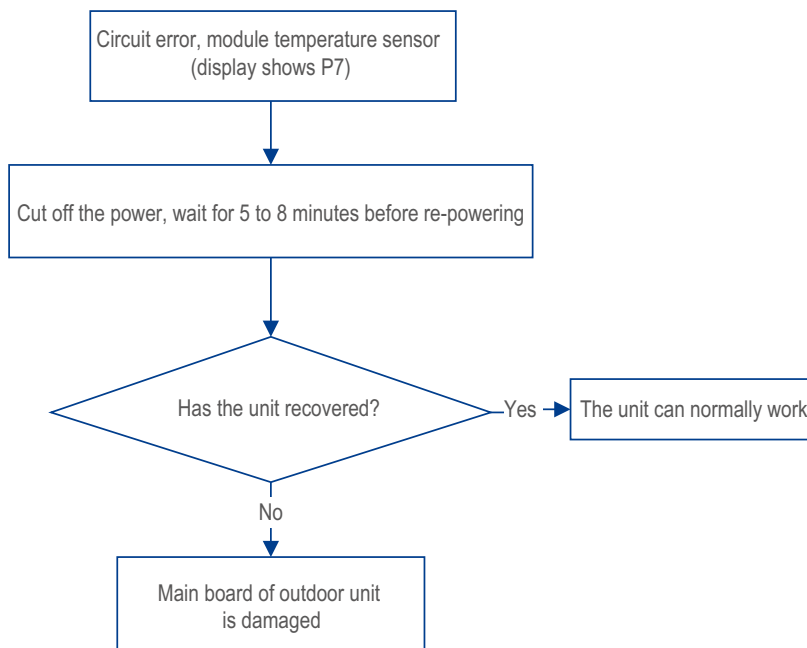 Circuit error, module temperature sensor
(display shows P7)
Cut off the power, wait for 5 to 8 minutes before re-powering
Has the unit recovered?
Yes
The unit can normally work
No
Main board of outdoor unit
is damaged